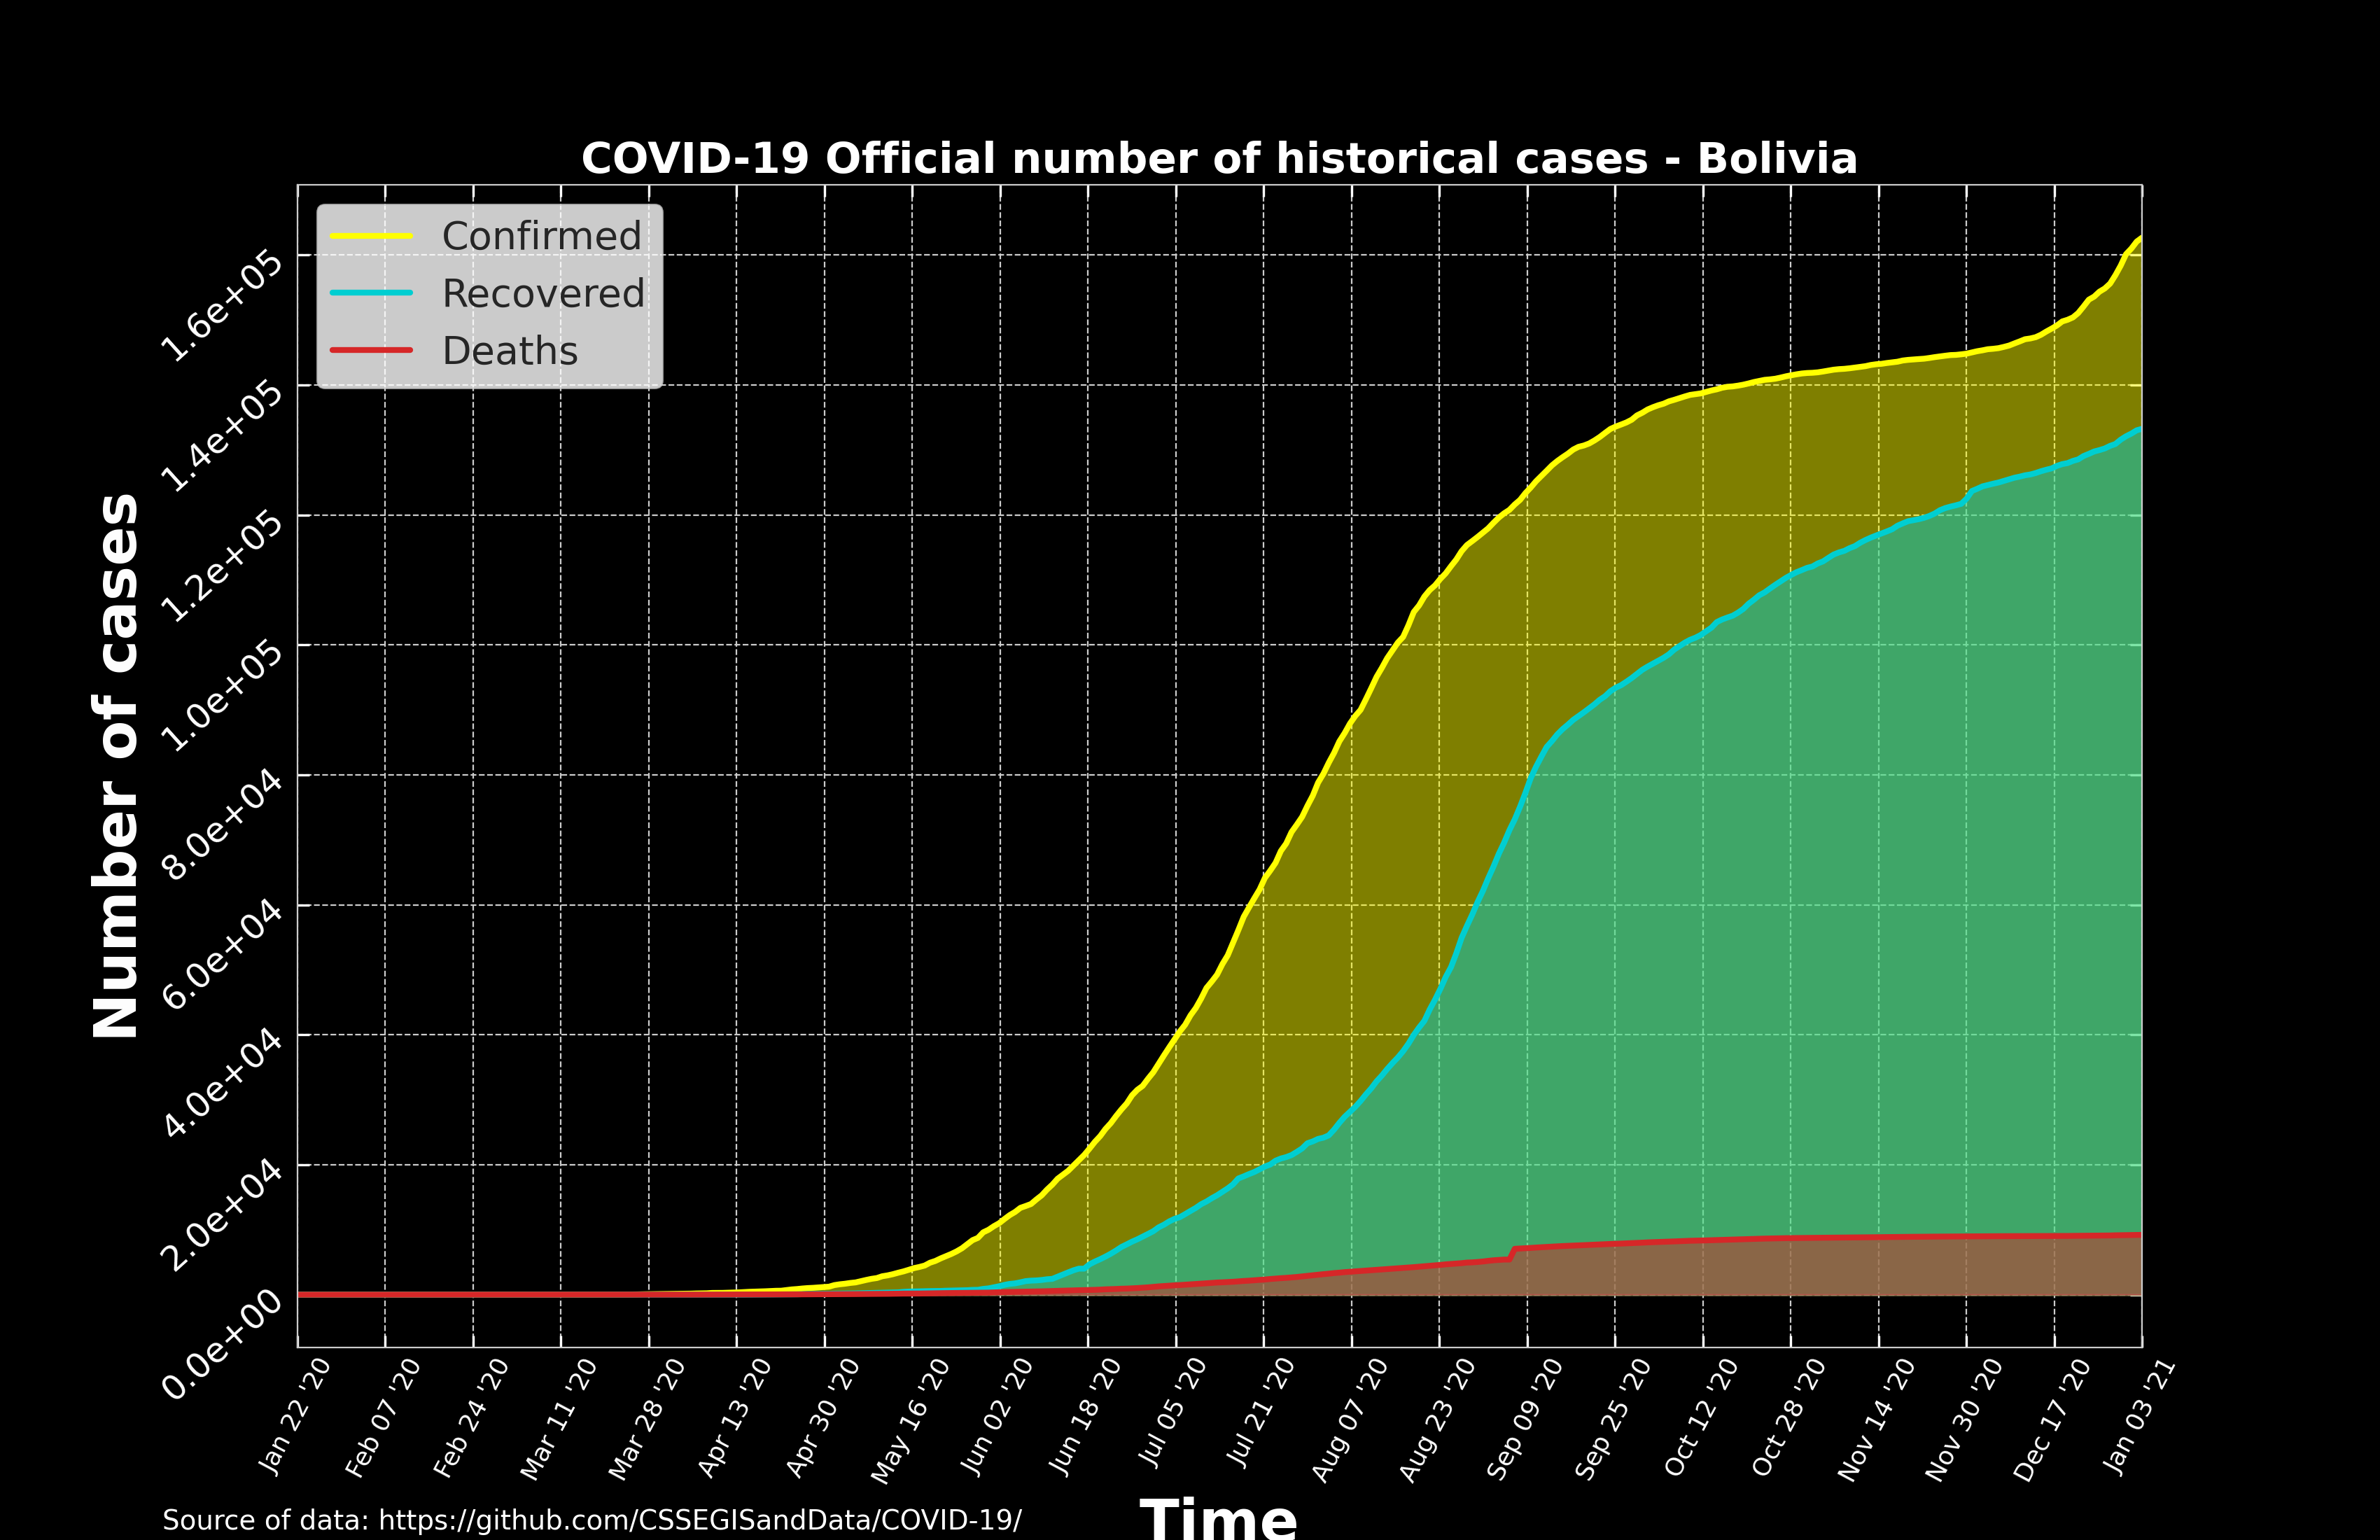 COVID-19 Official number of historical cases - Bolivia
Confirmed
Recovered
Deaths
Number of cases
1.6e+05
1.4e+05
1.2e+05
1.0e+05
8.0e+04
6.0e+04
4.0e+04
2.0e+04
0.0e+00
Jan 22 '20
Feb 07 '20
Feb 24 '20
Mar 11 '20
Mar 28 '20
Apr 13 '20
Apr 30 '20
May 16 '20
Jun 02 '20
Jun 18 '20
Jul 05 '20
Jul 21 '20
Aug 07 '20
Aug 23 '20
Sep 09 '20
Sep 25 '20
Oct 12 '20
Oct 28 '20
Nov 14 '20
Nov 30 '20
Dec 17 '20
Jan 03 '21
Time
Source of data: https://github.com/CSSEGISandData/COVID-19/